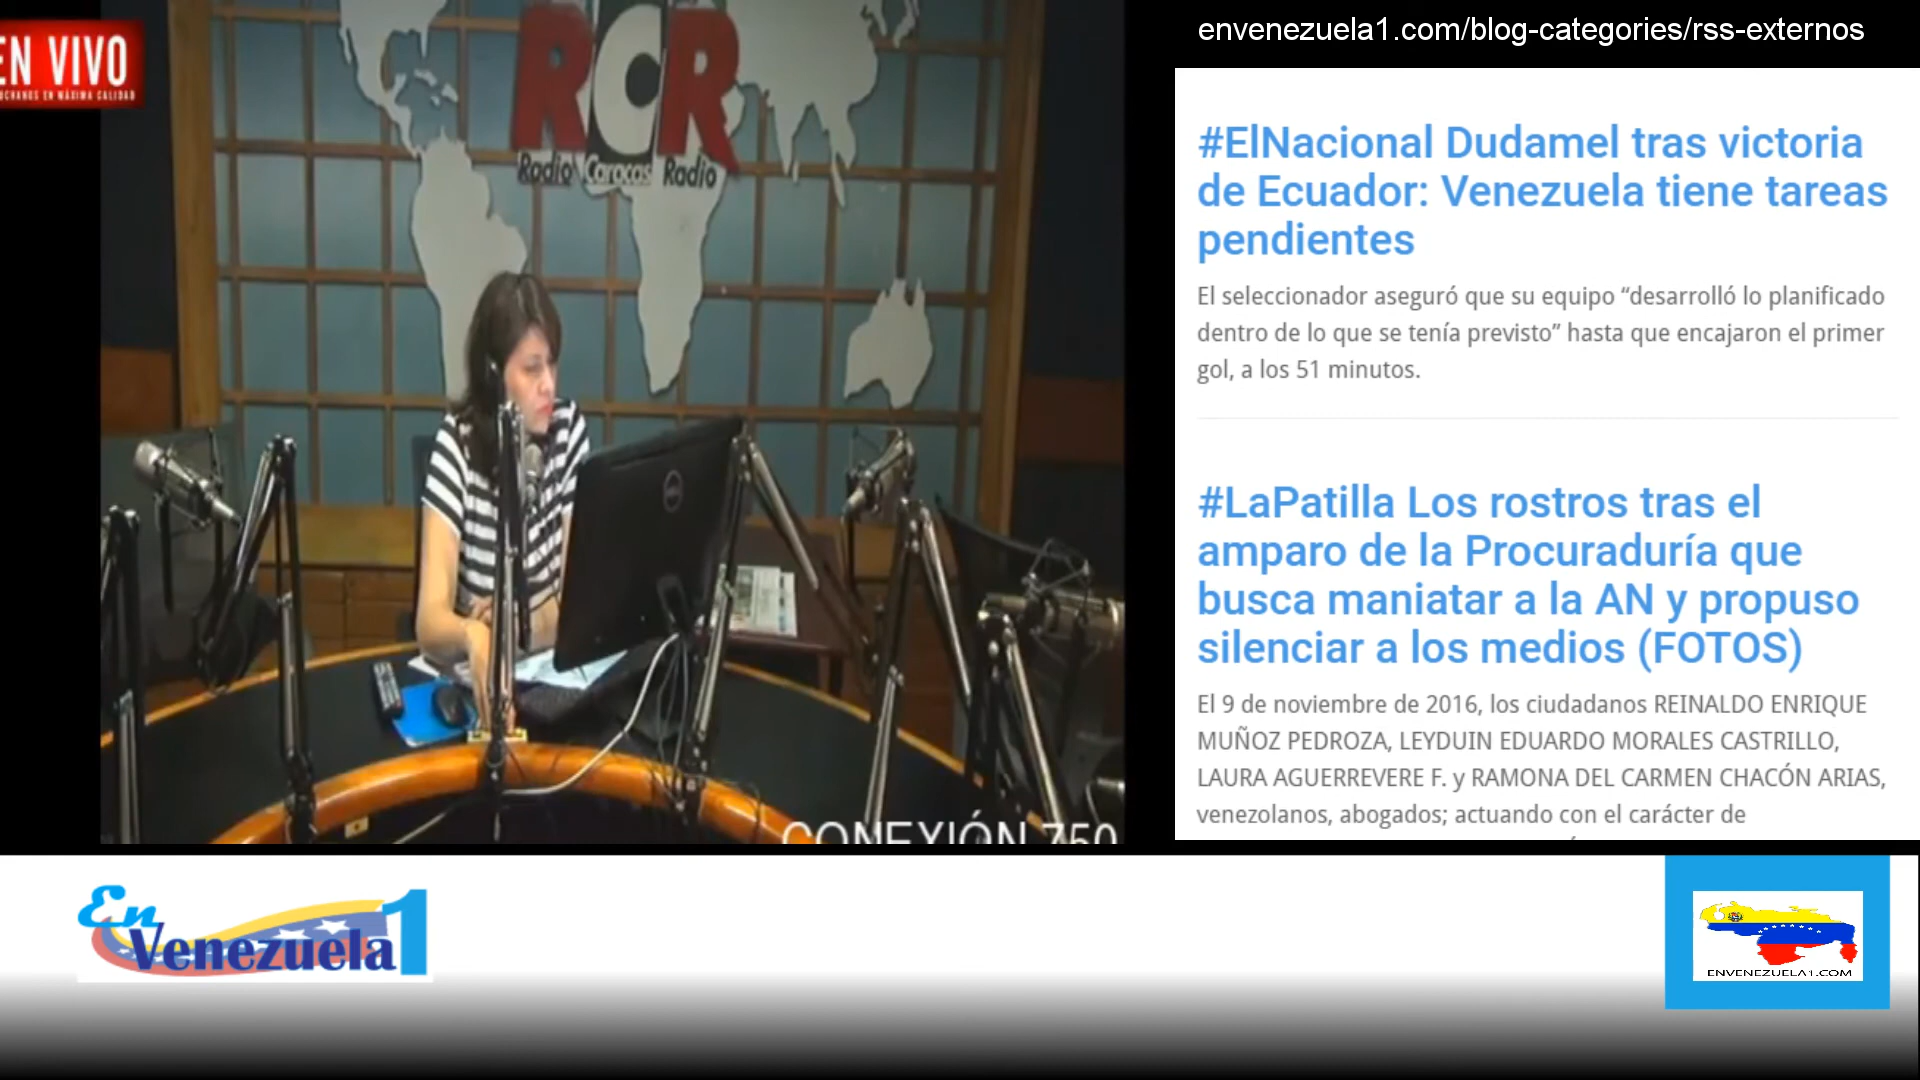 EN VIVO
ESCÚCHANOS EN MÁXIMA CALIDAD
RCR
Radio Caracas Radio
CONEXIÓN 750
envenezuela1.com/blog-categories/rss-externos
#ElNacional Dudamel tras victoria
de Ecuador: Venezuela tiene tareas
pendientes
El seleccionador aseguró que su equipo “desarrolló lo planificado
dentro de lo que se tenía previsto” hasta que encajaron el primer
gol, a los 51 minutos.
#LaPatilla Los rostros tras el
amparo de la Procuraduría que
busca maniatar a la AN y propuso
silenciar a los medios (FOTOS)
El 9 de noviembre de 2016, los ciudadanos REINALDO ENRIQUE
MUÑOZ PEDROZA, LEYDUIN EDUARDO MORALES CASTRILLO,
LAURA AGUERREVERE F. y RAMONA DEL CARMEN CHACÓN ARIAS,
venezolanos, abogados; actuando con el carácter de
En
Venezuela1
ENVENEZUELA1.COM